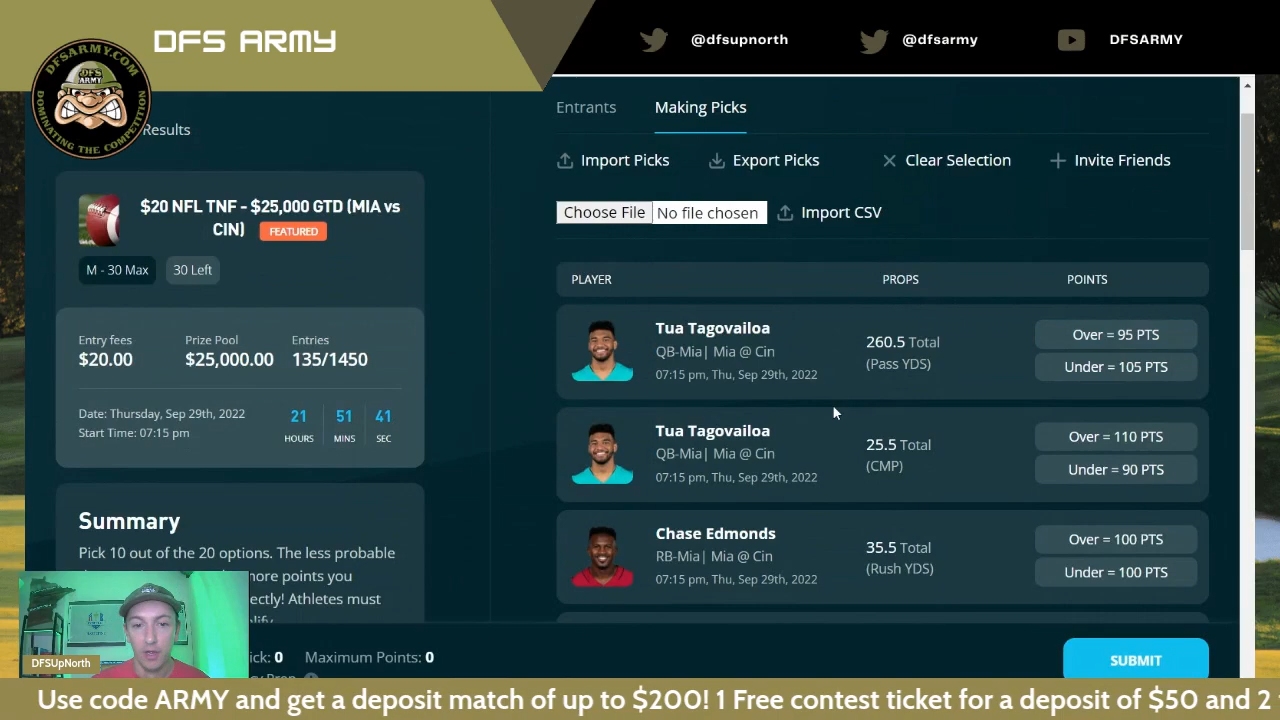 DFS ARMY
@dfsupnorth
@dfsarmy
DFSARMY
DFSARMY.COM
DFS
ARMY
DOMINATING THE COMPETITION
Results
Entrants
Making Picks
Import Picks
Export Picks
Clear Selection
Invite Friends
Choose File No file chosen
Import CSV
$20 NFL TNF - $25,000 GTD (MIA vs
CIN) FEATURED
M - 30 Max
30 Left
Entry fees
Prize Pool
Entries
$20.00
$25,000.00
135/1450
Date: Thursday, Sep 29th, 2022
Start Time: 07:15 pm
21
51
41
HOURS
MINS
SEC
Summary
Pick 10 out of the 20 options. The less probable
more points you
Athletes must
PLAYER
PROPS
POINTS
Tua Tagovailoa
QB-Mia| Mia @ Cin
07:15 pm, Thu, Sep 29th, 2022
260.5 Total
(Pass YDS)
Over = 95 PTS
Under = 105 PTS
Tua Tagovailoa
QB-Mia| Mia @ Cin
07:15 pm, Thu, Sep 29th, 2022
25.5 Total
(CMP)
Over = 110 PTS
Under = 90 PTS
Chase Edmonds
RB-Mia| Mia @ Cin
07:15 pm, Thu, Sep 29th, 2022
35.5 Total
(Rush YDS)
Over = 100 PTS
Under = 100 PTS
0
Maximum Points: 0
SUBMIT
DFSUpNorth
Use code ARMY and get a deposit match of up to $200! 1 Free contest ticket for a deposit of $50 and 2